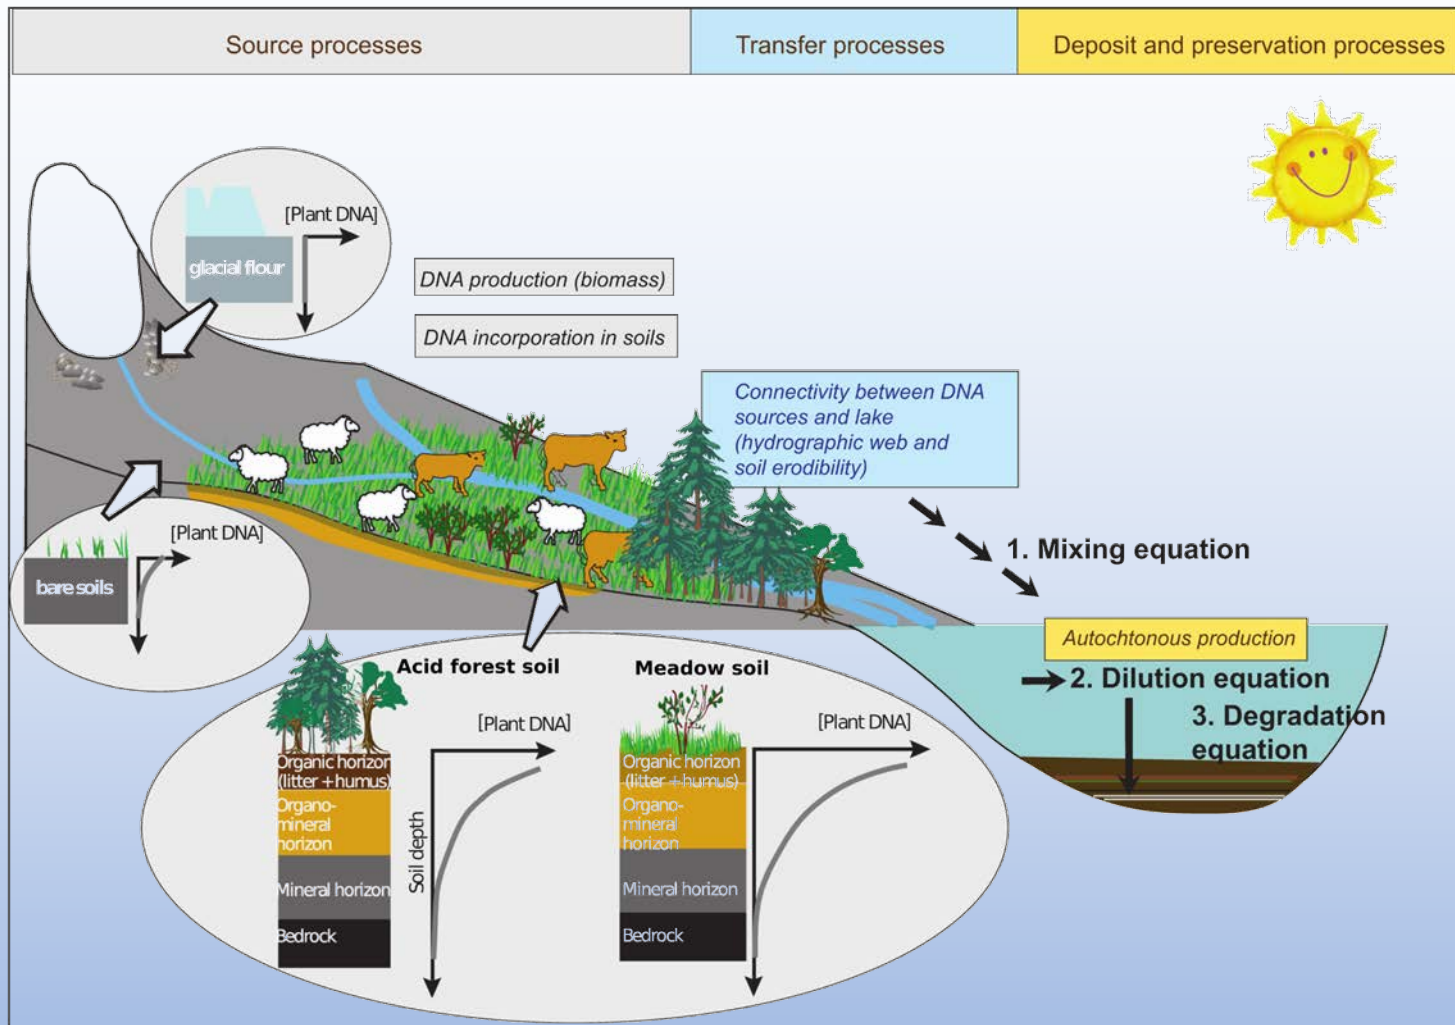 Source processes
Transfer processes
Deposit and preservation processes
[Plant DNA]
glacial flour
DNA production (biomass)
DNA incorporation in soils
Connectivity between DNA
sources and lake
(hydrographic web and
soil erodibility)
[Plant DNA]
bare soils
1. Mixing equation
Autochtonous production
2. Dilution equation
3. Degradation
equation
Acid forest soil
[Plant DNA]
Organic horizon
(litter +humus)
Organo-
mineral
horizon
Mineral horizon
Bedrock
Soil depth
Meadow soil
[Plant DNA]
Organic horizon
(litter +humus)
Organo-
mineral
horizon
Mineral horizon
Bedrock